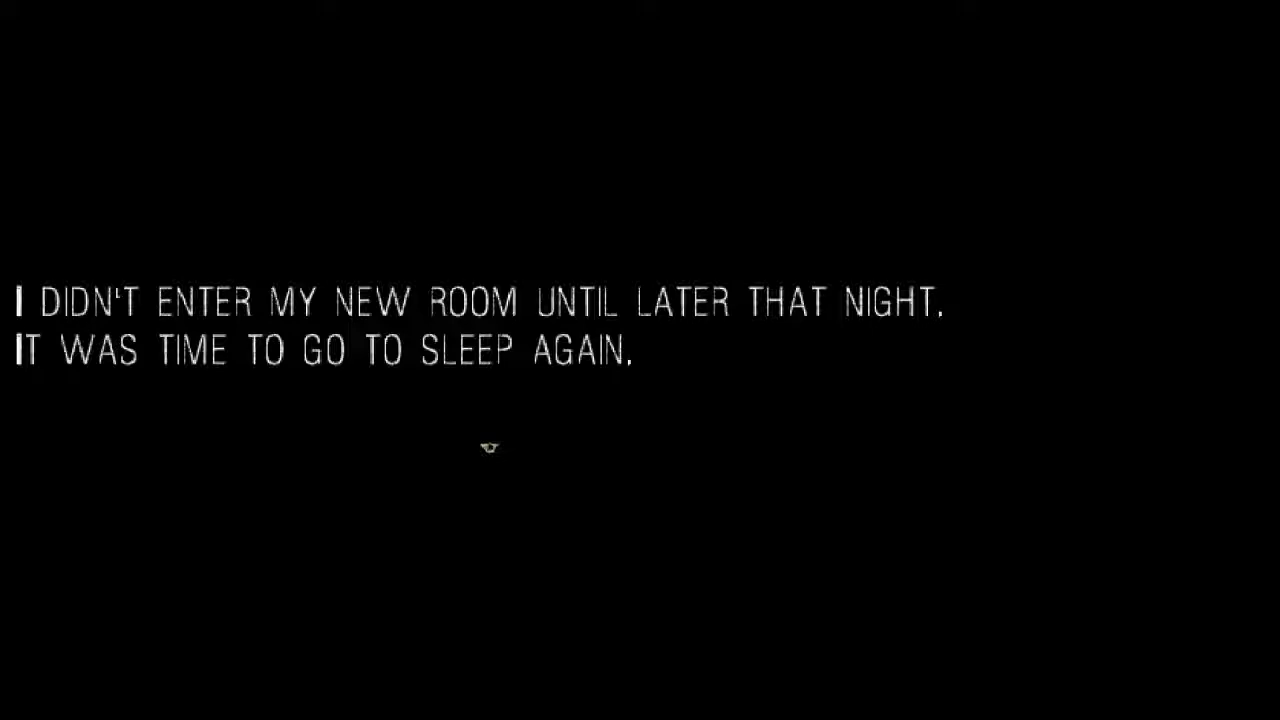 I DIDN'T ENTER MY NEW ROOM UNTIL LATER THAT NIGHT.
IT WAS TIME TO GO TO SLEEP AGAIN.